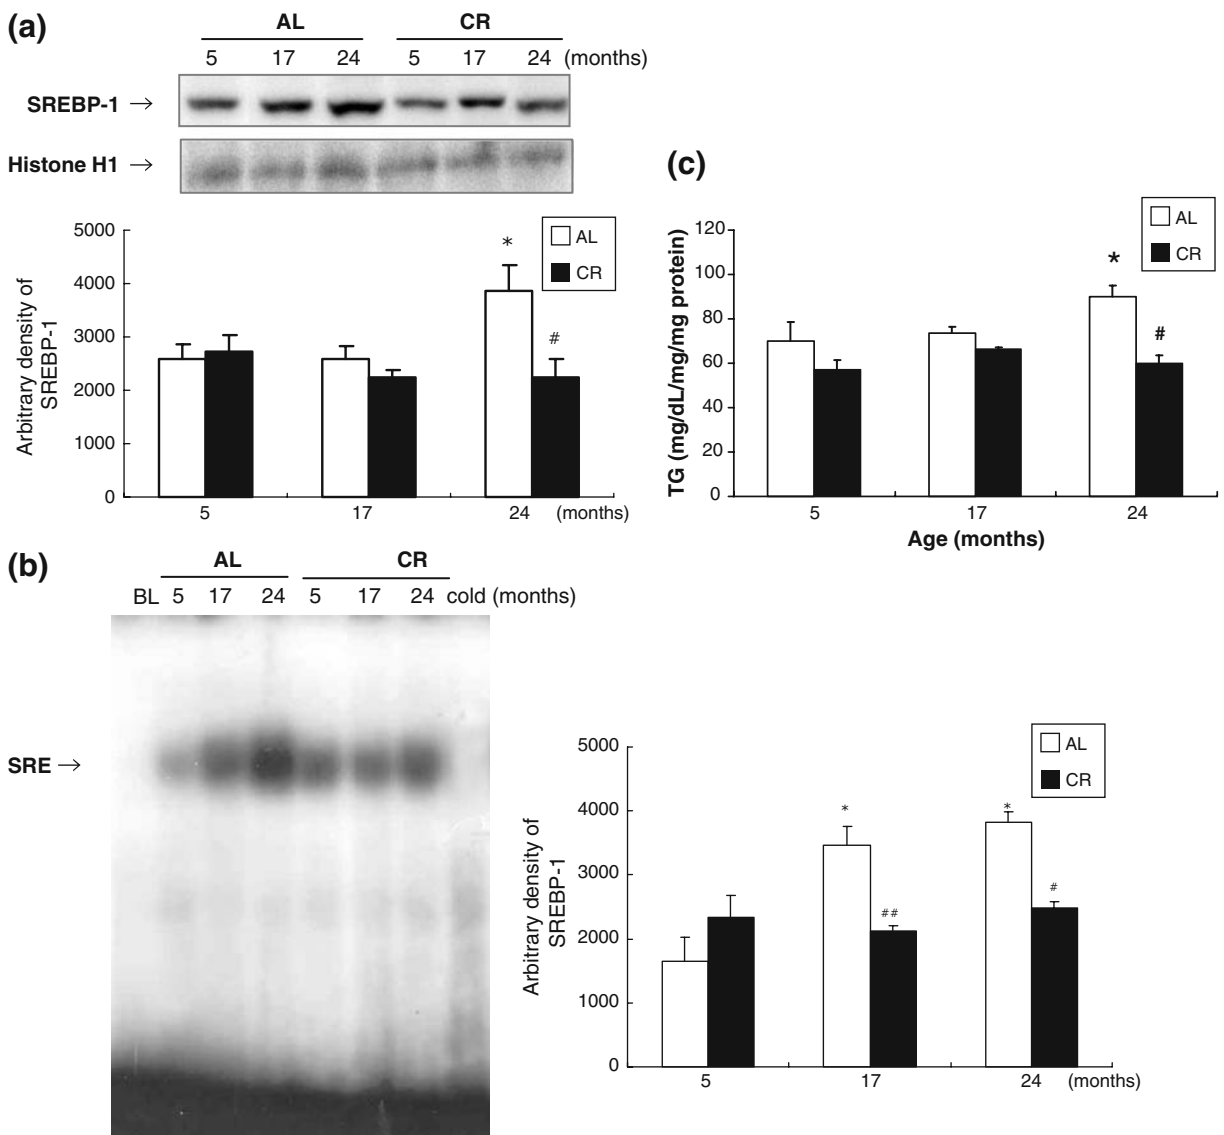 (a)
AL CR
5 17 24 5 17 24 (months)
SREBP-1 →
Histone H1 →
Arbitrary density of
SREBP-1
5000
4000
3000
2000
1000
0
*
#
AL
CR
5 17 24 (months)
(c)
TG (mg/dL/mg/mg protein)
120
100
80
60
40
20
0
*
#
AL
CR
5 17 24
Age (months)
(b)
AL CR
BL 5 17 24 5 17 24 cold (months)
SRE →
Arbitrary density of
SREBP-1
5000
4000
3000
2000
1000
0
*
##
*
#
AL
CR
5 17 24 (months)